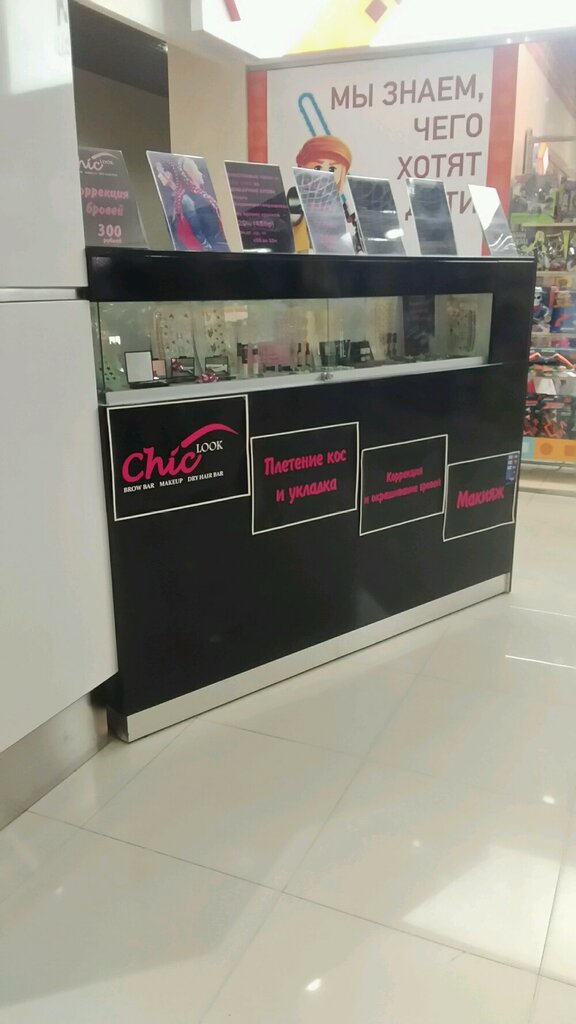 МЫ ЗНАЕМ,
ЧЕГО
ХОТЯТ
LOOK
бровей
300
рублей
Chic LOOK
BROW BAR MAKEUP DRY HAIR BAR
Плетение кос
и укладка
Коррекция
и окрашивание бровей
Макияж